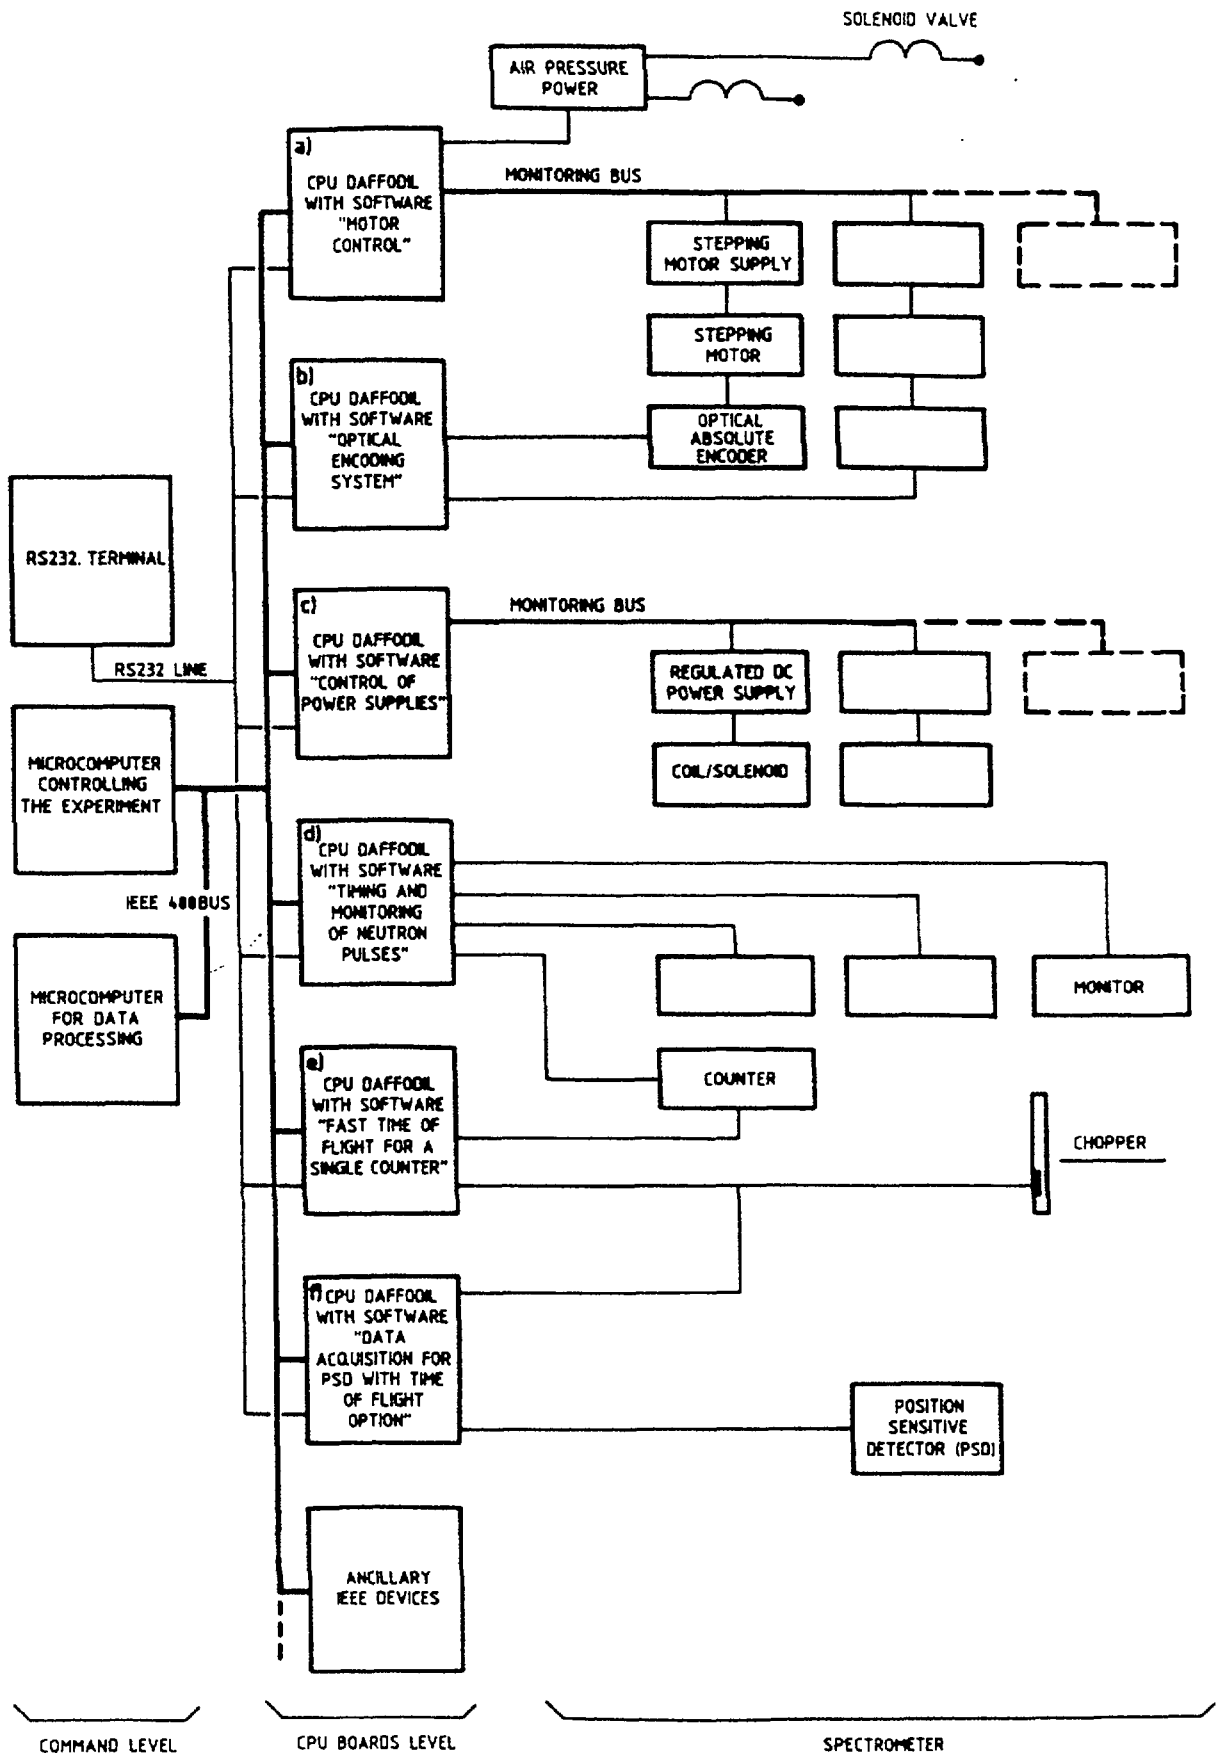 SOLENOID VALVE
AIR PRESSURE
POWER
a)
CPU DAFFODIL
WITH SOFTWARE
"MOTOR
CONTROL"
MONITORING BUS
STEPPING
MOTOR SUPPLY
STEPPING
MOTOR
OPTICAL
ABSOLUTE
ENCODER
b)
CPU DAFFODIL
WITH SOFTWARE
"OPTICAL
ENCODING
SYSTEM"
RS232. TERMINAL
RS232 LINE
c)
CPU DAFFODIL
WITH SOFTWARE
"CONTROL OF
POWER SUPPLIES"
MONITORING BUS
REGULATED DC
POWER SUPPLY
COIL/SOLENOID
MICROCOMPUTER
CONTROLLING
THE EXPERIMENT
IEEE 488BUS
MICROCOMPUTER
FOR DATA
PROCESSING
d)
CPU DAFFODIL
WITH SOFTWARE
"TIMING AND
MONITORING
OF NEUTRON
PULSES"
MONITOR
COUNTER
e)
CPU DAFFODIL
WITH SOFTWARE
"FAST TIME OF
FLIGHT FOR A
SINGLE COUNTER"
CHOPPER
f)
CPU DAFFODIL
WITH SOFTWARE
"DATA
ACQUISITION FOR
PSD WITH TIME
OF FLIGHT
OPTION"
POSITION
SENSITIVE
DETECTOR (PSD)
ANCILLARY
IEEE DEVICES
COMMAND LEVEL
CPU BOARDS LEVEL
SPECTROMETER